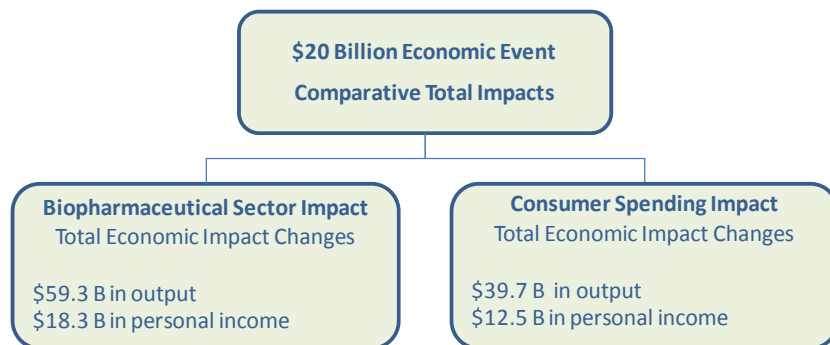 $20 Billion Economic Event
Comparative Total Impacts
Biopharmaceutical Sector Impact
Total Economic Impact Changes
$59.3 B in output
$18.3 B in personal income
Consumer Spending Impact
Total Economic Impact Changes
$39.7 B in output
$12.5 B in personal income